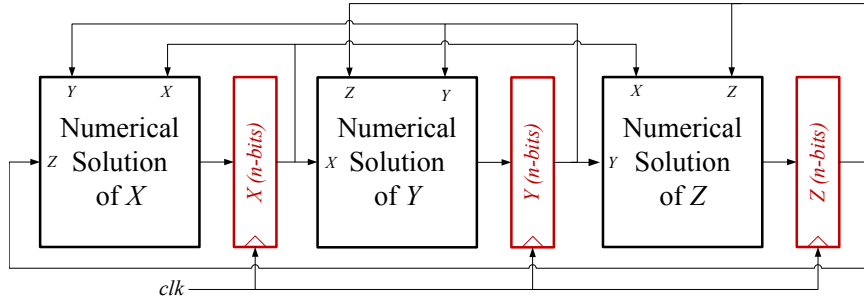 Y
X
Z
Numerical
Solution
of X
X (n-bits)
Z
Y
X
Numerical
Solution
of Y
Y (n-bits)
X
Z
Y
Numerical
Solution
of Z
Z (n-bits)
clk